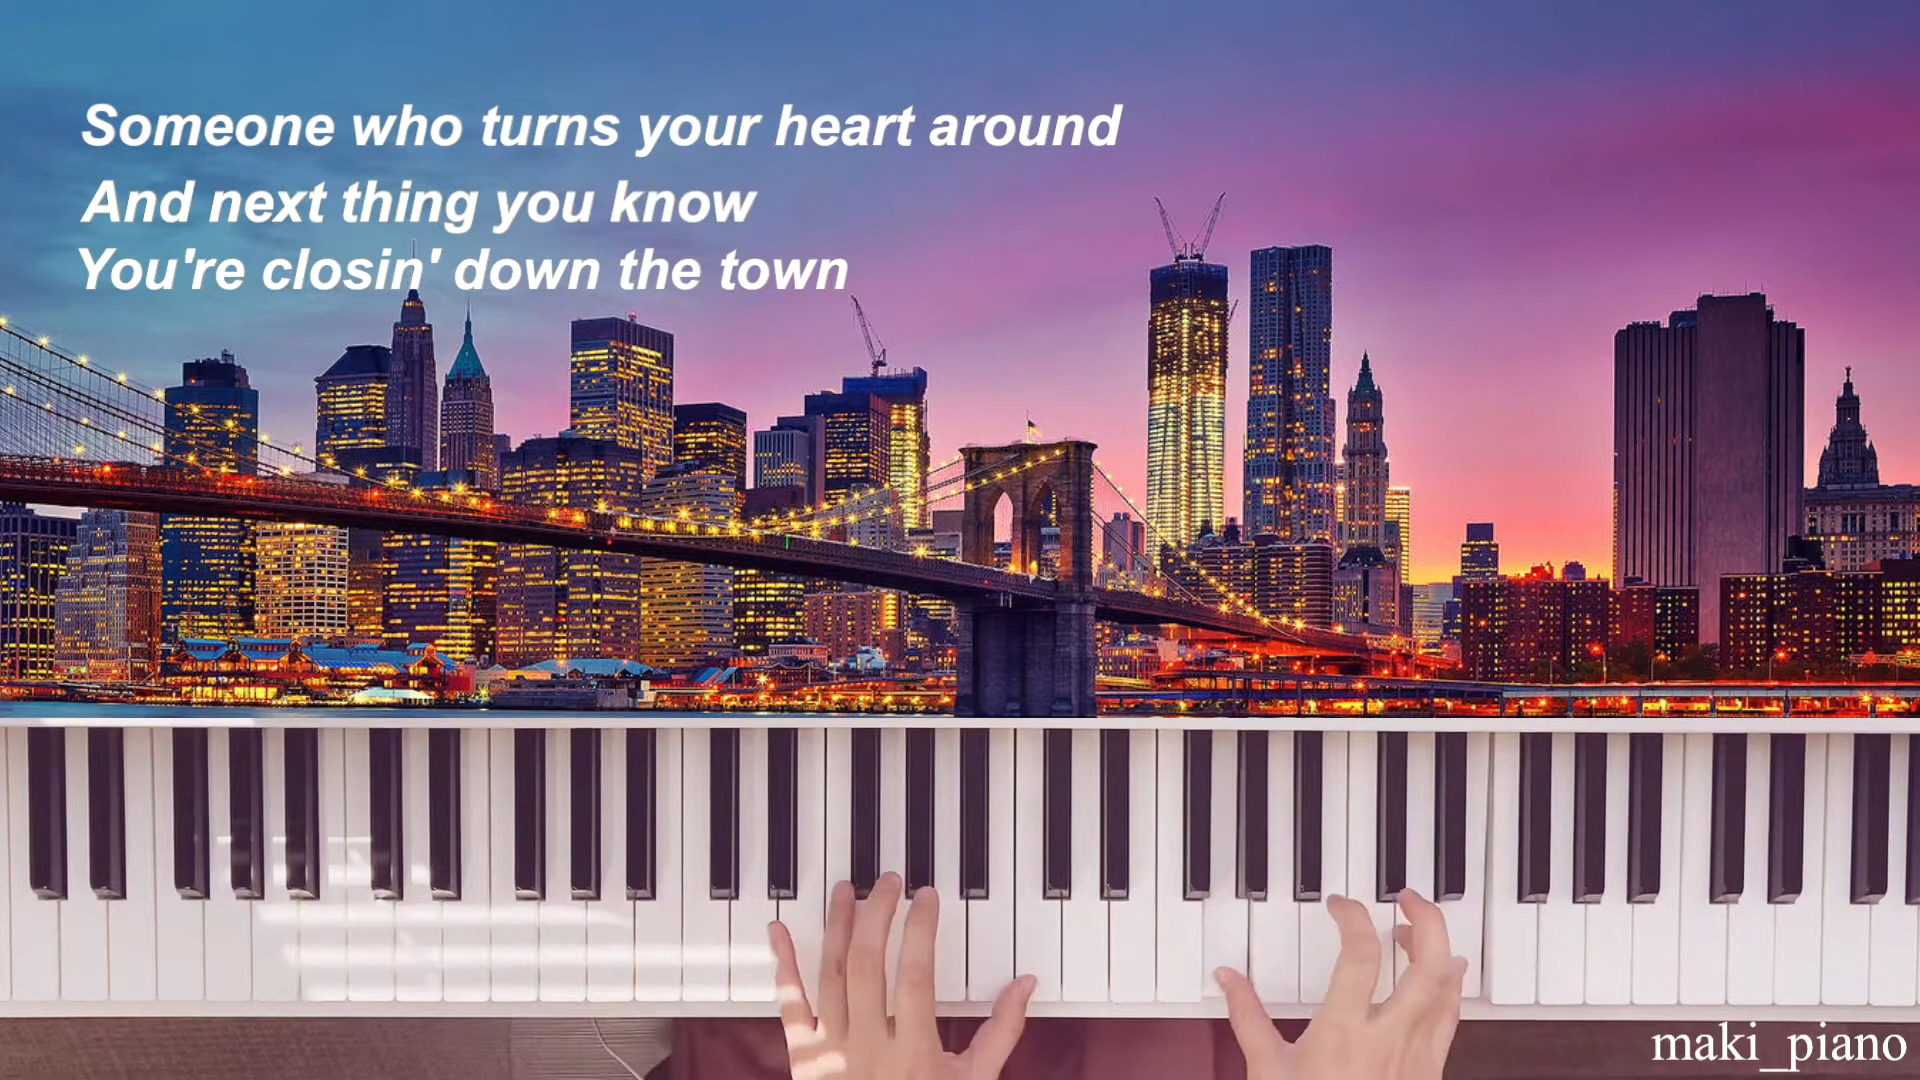 Someone who turns your heart around
And next thing you know
You're closin' down the town
maki_piano